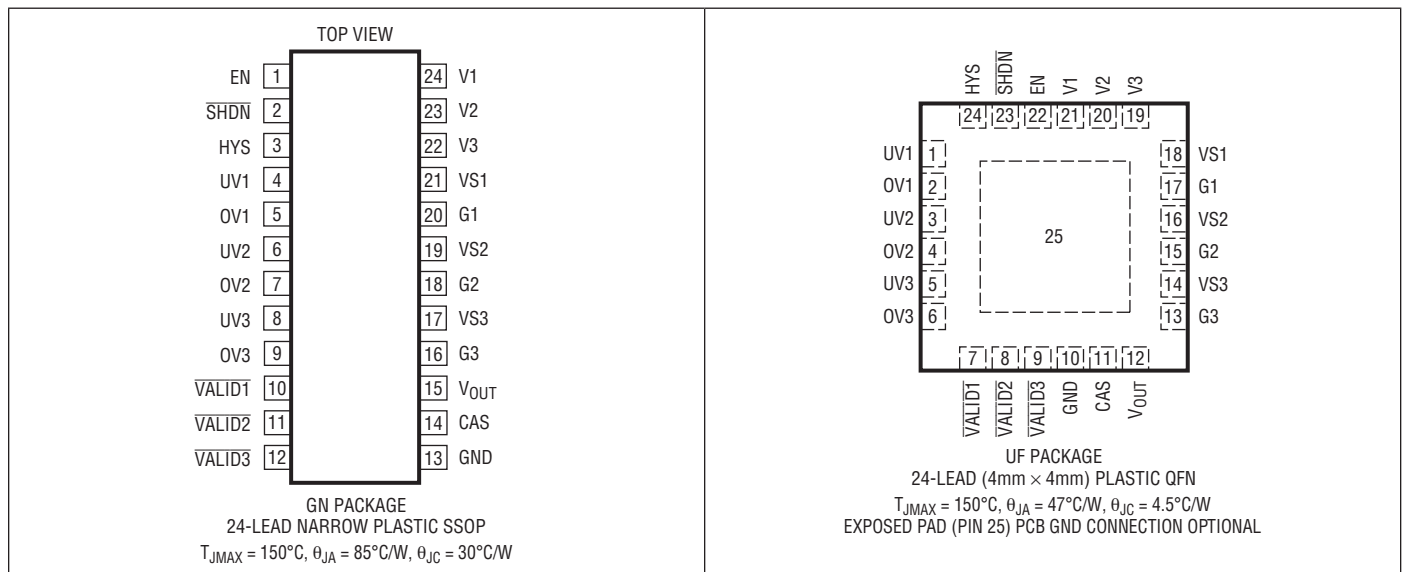 TOP VIEW
EN 1 24 V1
SHDN 2 23 V2
HYS 3 22 V3
UV1 4 21 VS1
OV1 5 20 G1
UV2 6 19 VS2
OV2 7 18 G2
UV3 8 17 VS3
OV3 9 16 G3
VALID1 10 15 VOUT
VALID2 11 14 CAS
VALID3 12 13 GND
GN PACKAGE
24-LEAD NARROW PLASTIC SSOP
TJMAX = 150°C, θJA = 85°C/W, θJC = 30°C/W
HYS SHDN EN V1 V2 V3
24 23 22 21 20 19
UV1 1 18 VS1
OV1 2 17 G1
UV2 3 16 VS2
25
OV2 4 15 G2
UV3 5 14 VS3
OV3 6 13 G3
7 8 9 10 11 12
VALID1 VALID2 VALID3 GND CAS VOUT
UF PACKAGE
24-LEAD (4mm × 4mm) PLASTIC QFN
TJMAX = 150°C, θJA = 47°C/W, θJC = 4.5°C/W
EXPOSED PAD (PIN 25) PCB GND CONNECTION OPTIONAL